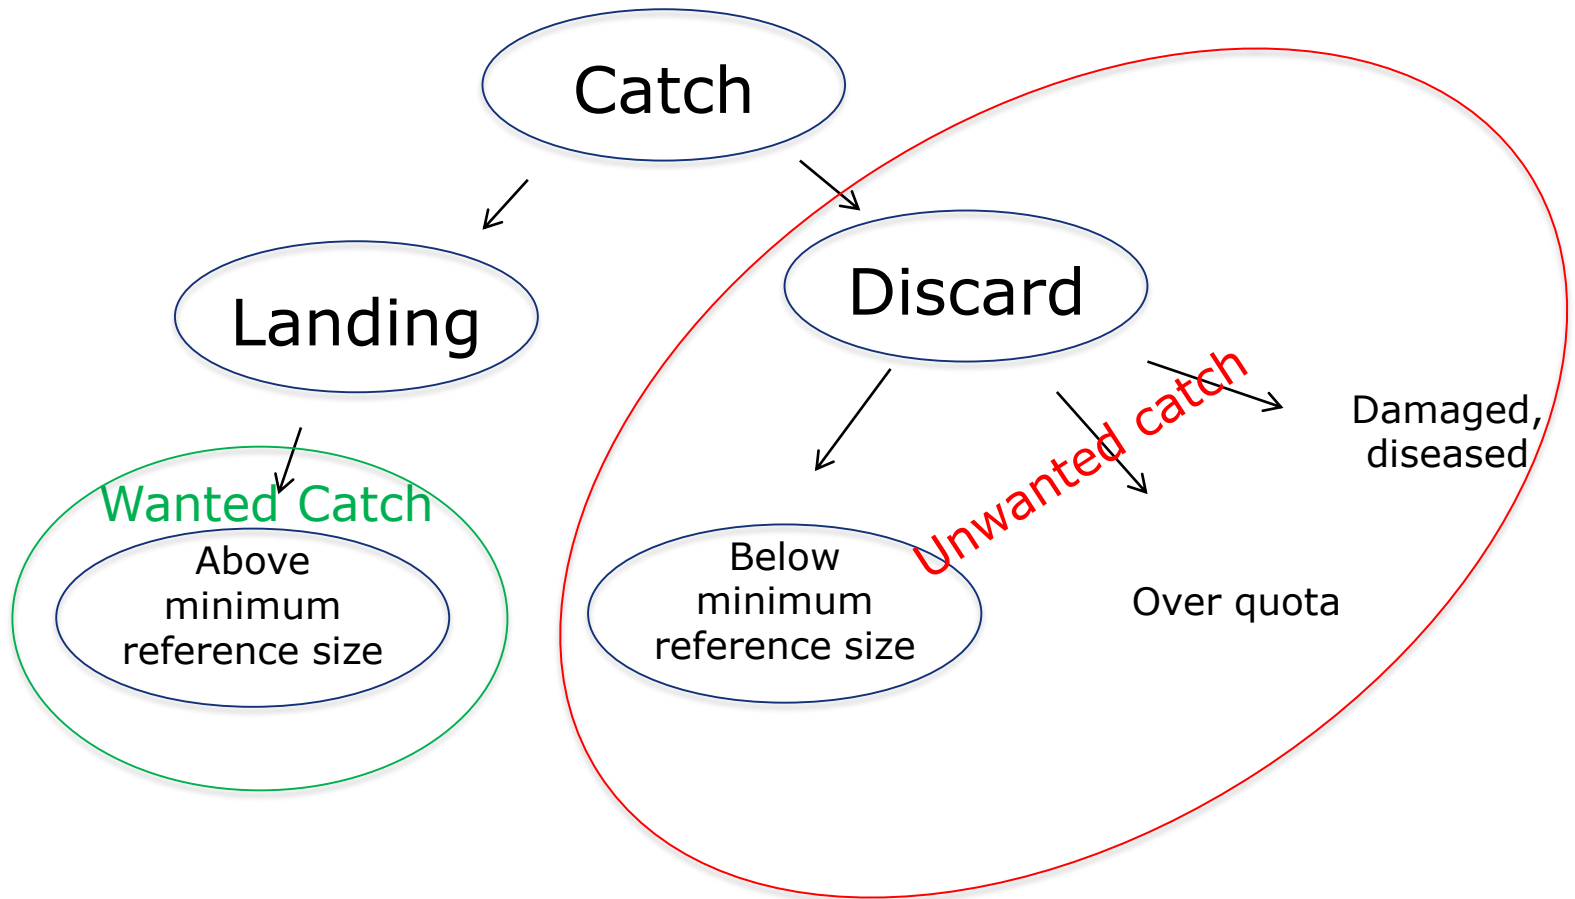 Catch
Landing
Discard
Wanted Catch
Above
minimum
reference size
Unwanted catch
Below
minimum
reference size
Over quota
Damaged,
diseased